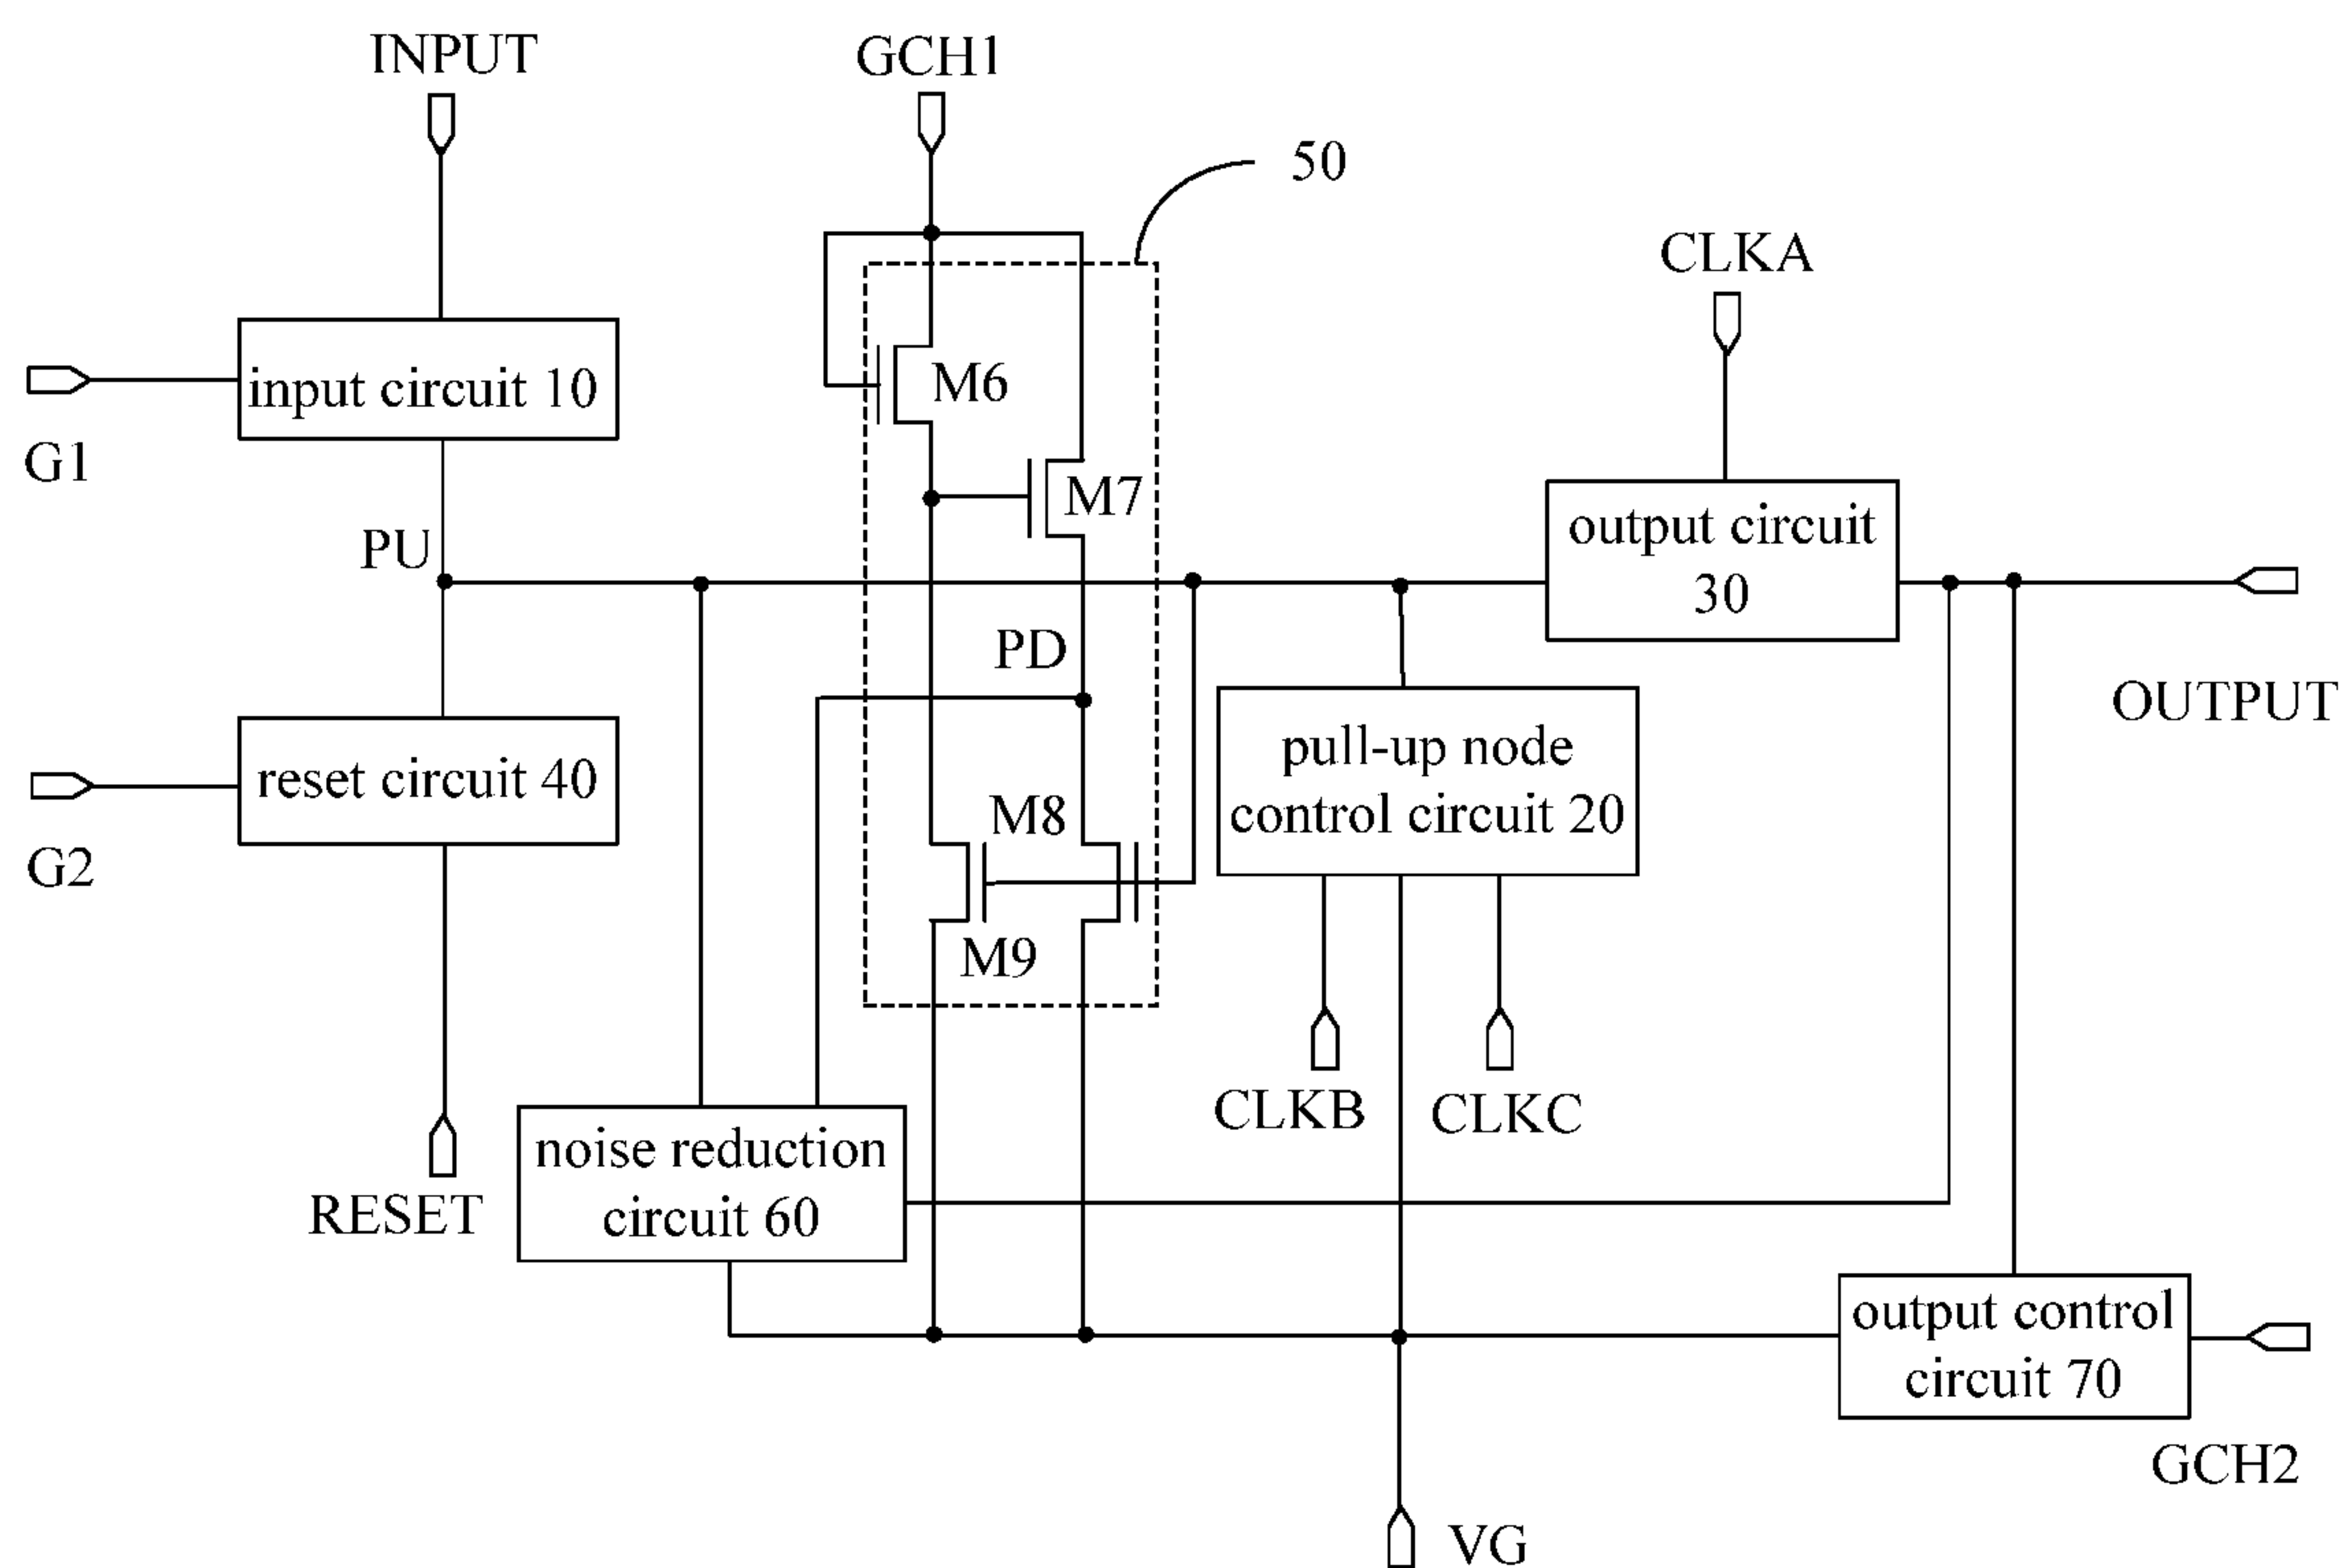 INPUT
GCH1
50
CLKA
input circuit 10
M6
G1
M7
output circuit
30
PU
PD
OUTPUT
pull-up node
control circuit 20
reset circuit 40
M8
G2
M9
CLKB
CLKC
noise reduction
circuit 60
RESET
output control
circuit 70
GCH2
VG